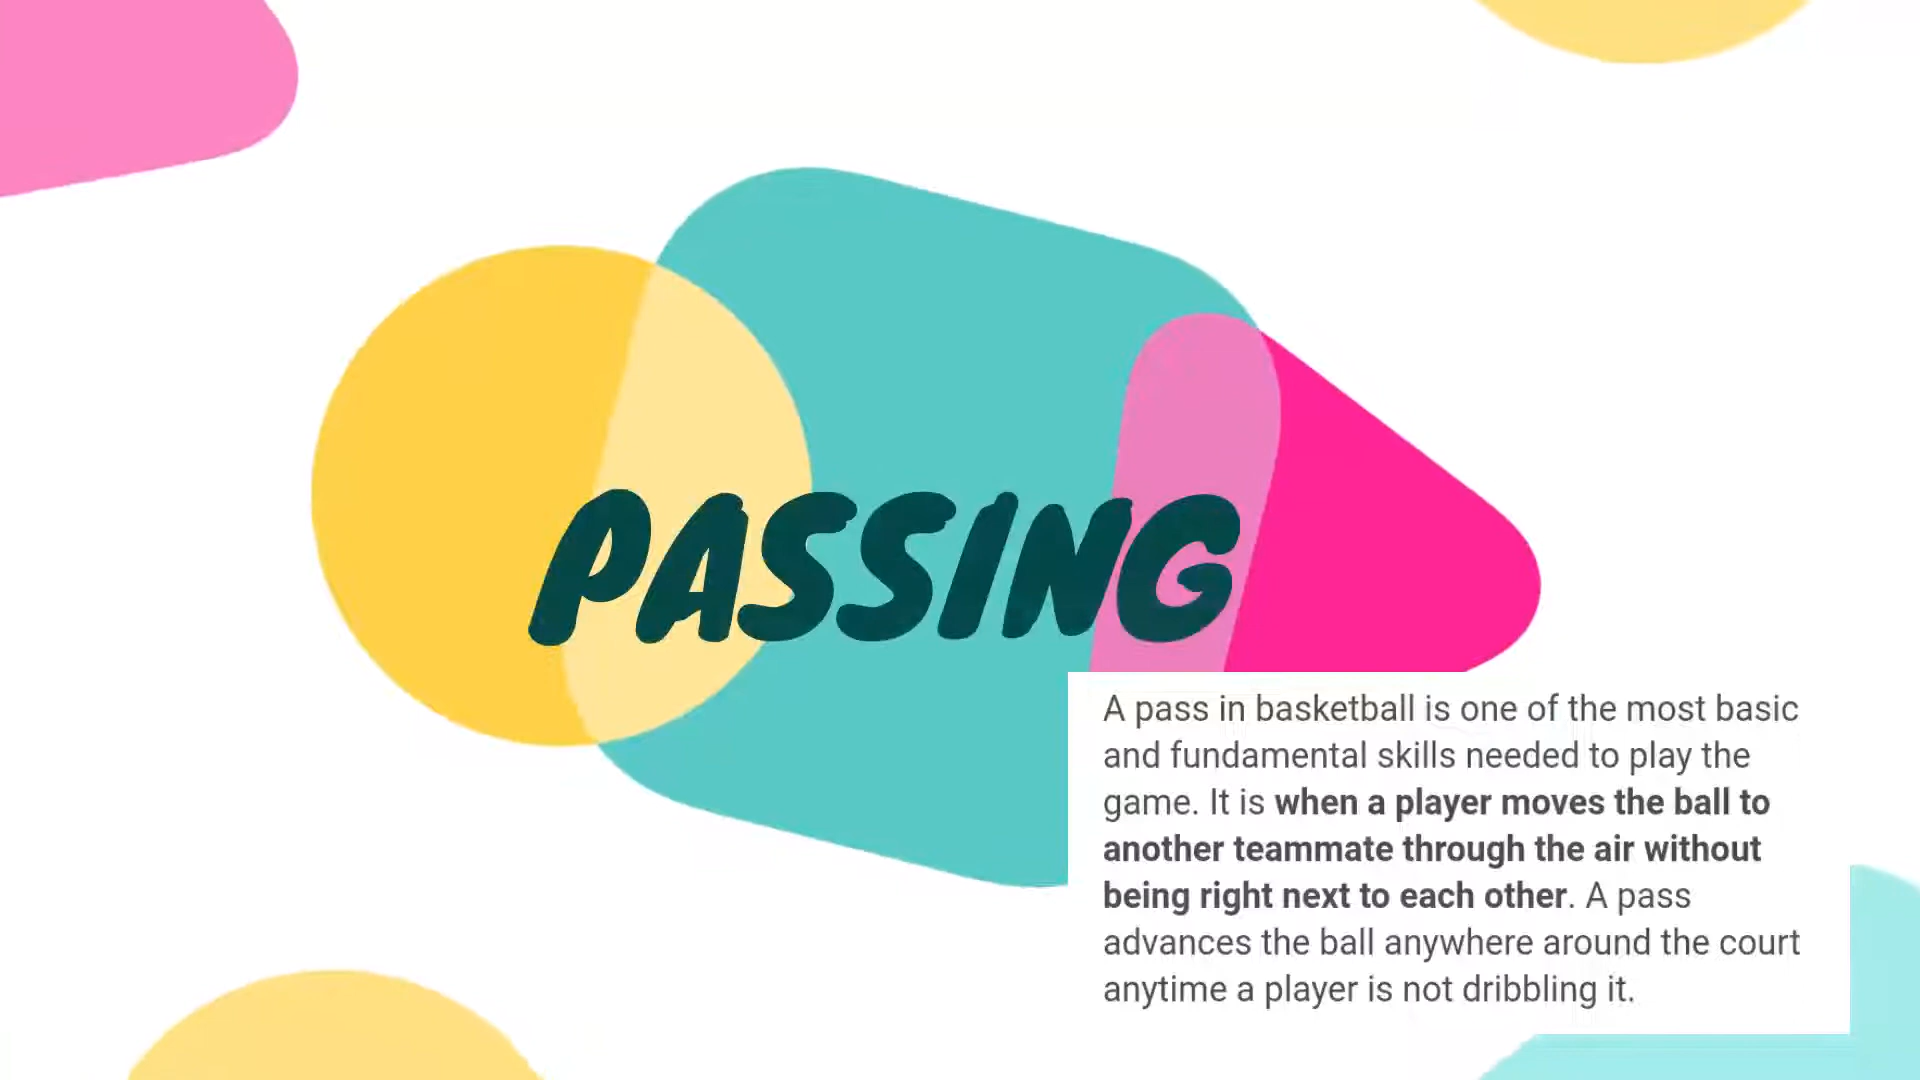 PASSING
A pass in basketball is one of the most basic
and fundamental skills needed to play the
game. It is when a player moves the ball to
another teammate through the air without
being right next to each other. A pass
advances the ball anywhere around the court
anytime a player is not dribbling it.